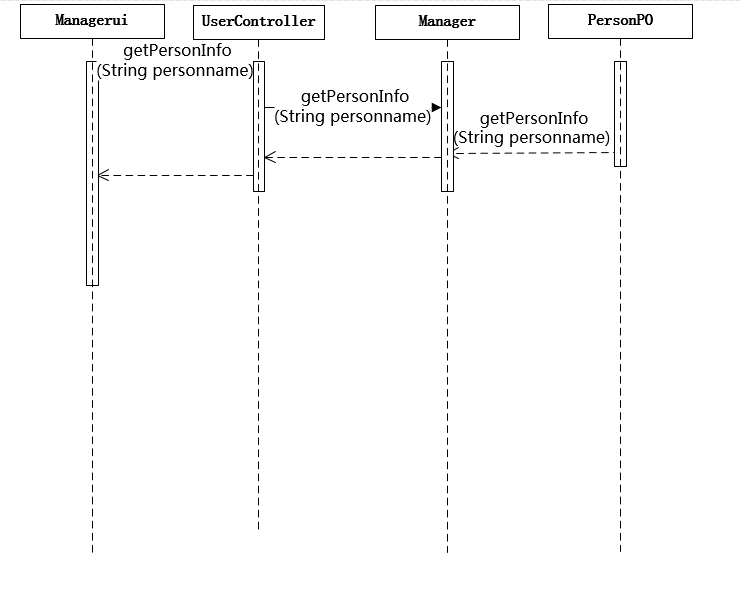 Managerui
UserController
Manager
PersonPO
getPersonInfo
(String personname)
getPersonInfo
(String personname)
getPersonInfo
(String personname)